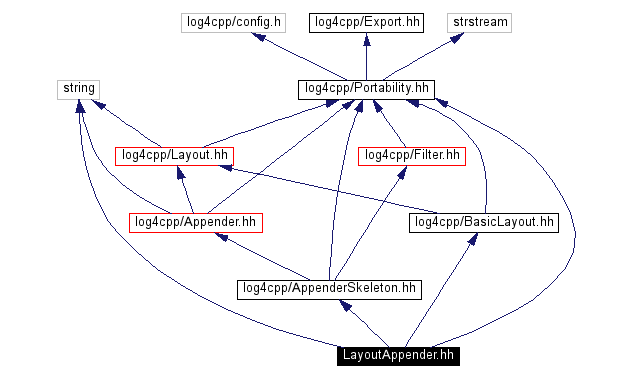 log4cpp/config.h
log4cpp/Export.hh
strstream
string
log4cpp/Portability.hh
log4cpp/Layout.hh
log4cpp/Filter.hh
log4cpp/Appender.hh
log4cpp/BasicLayout.hh
log4cpp/AppenderSkeleton.hh
LayoutAppender.hh